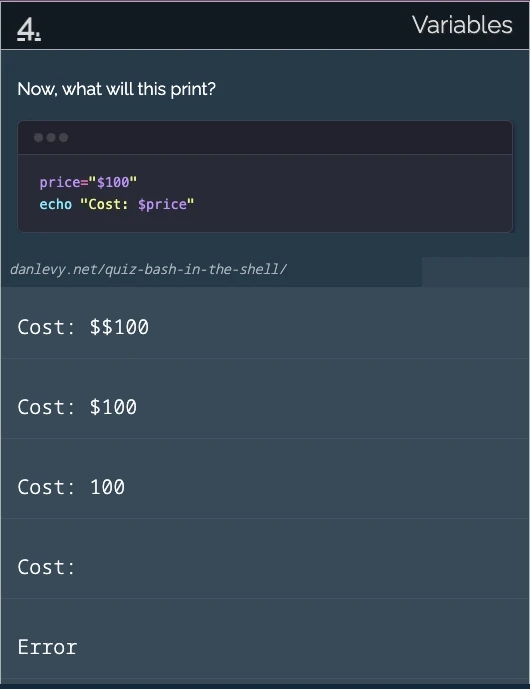 4.
Variables
Now, what will this print?
price="$100"
echo "Cost: $price"
danlevy.net/quiz-bash-in-the-shell/
Cost: $$100
Cost: $100
Cost: 100
Cost:
Error